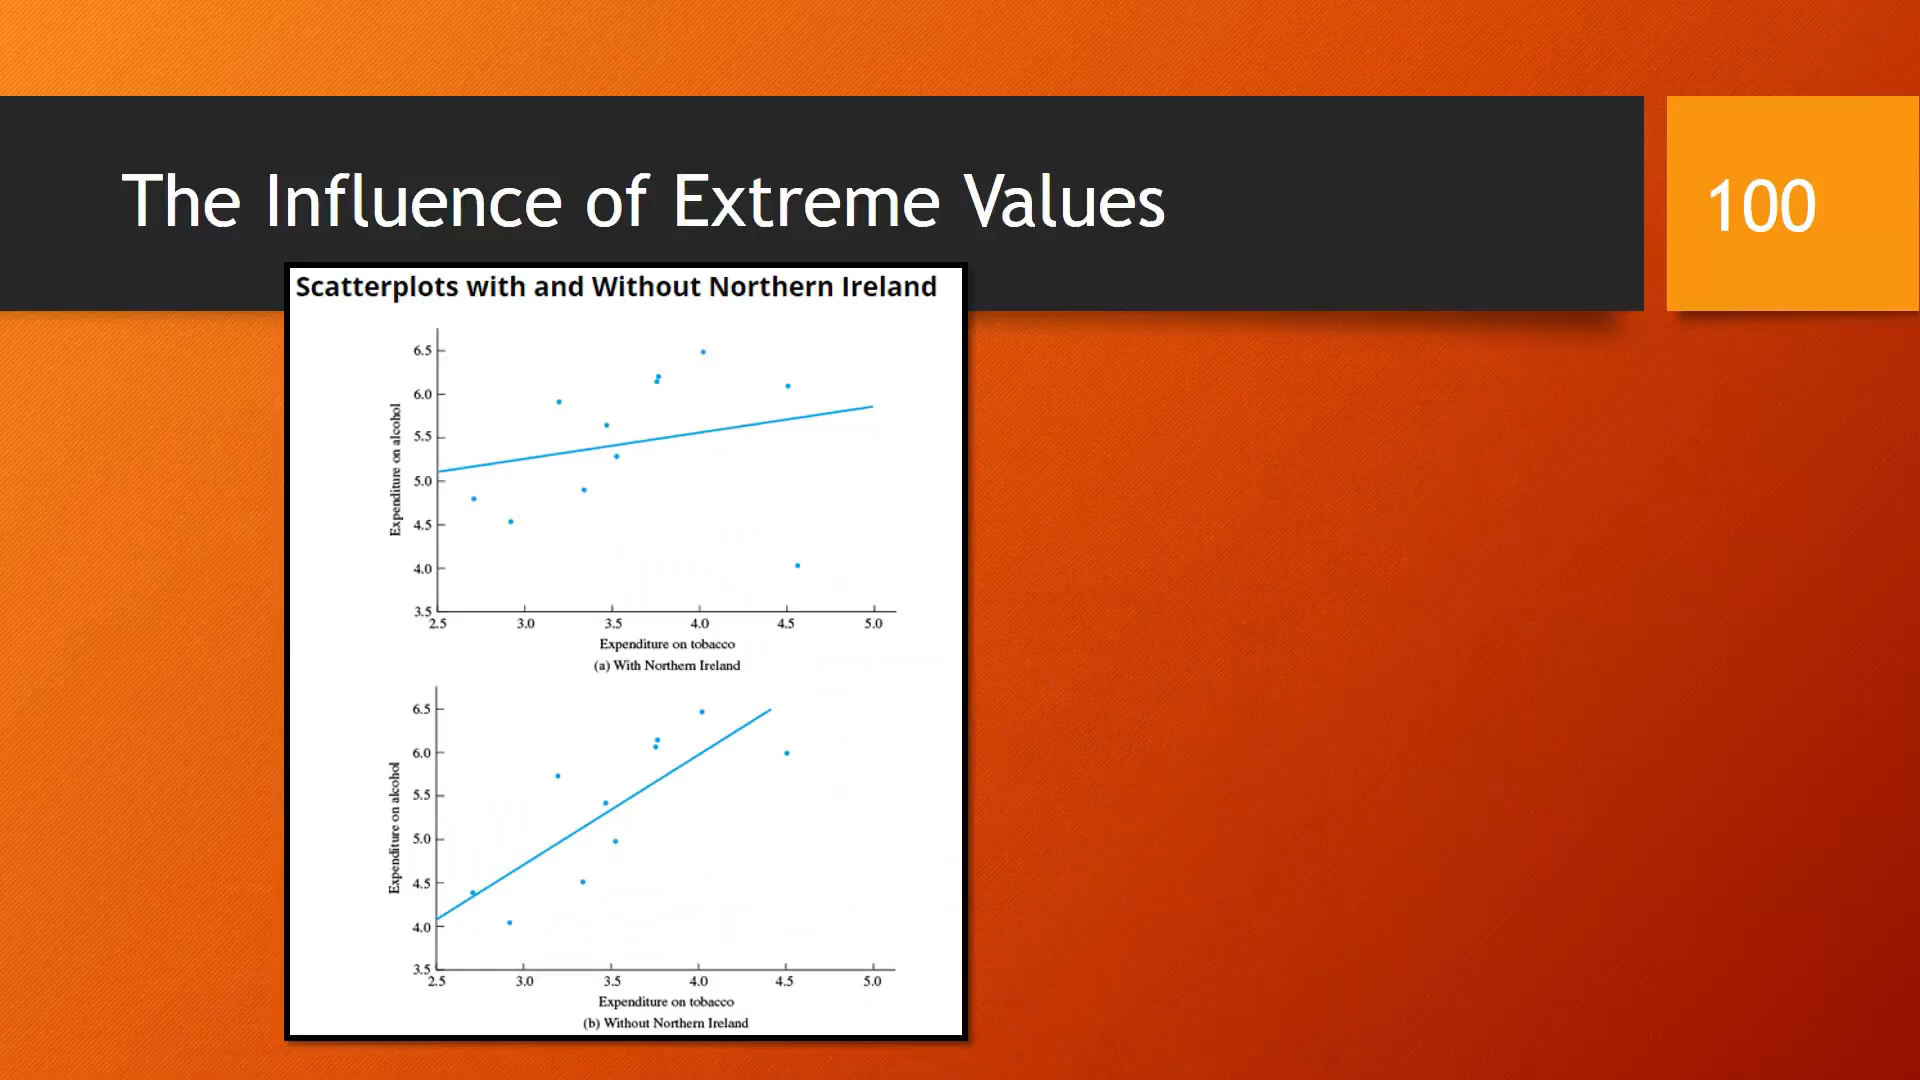 The Influence of Extreme Values
100
Scatterplots with and Without Northern Ireland
6.5
6.0
5.5
5.0
4.5
4.0
3.5
Expenditure on alcohol
2.5 3.0 3.5 4.0 4.5 5.0
Expenditure on tobacco
(a) With Northern Ireland
6.5
6.0
5.5
5.0
4.5
4.0
3.5
Expenditure on alcohol
2.5 3.0 3.5 4.0 4.5 5.0
Expenditure on tobacco
(b) Without Northern Ireland